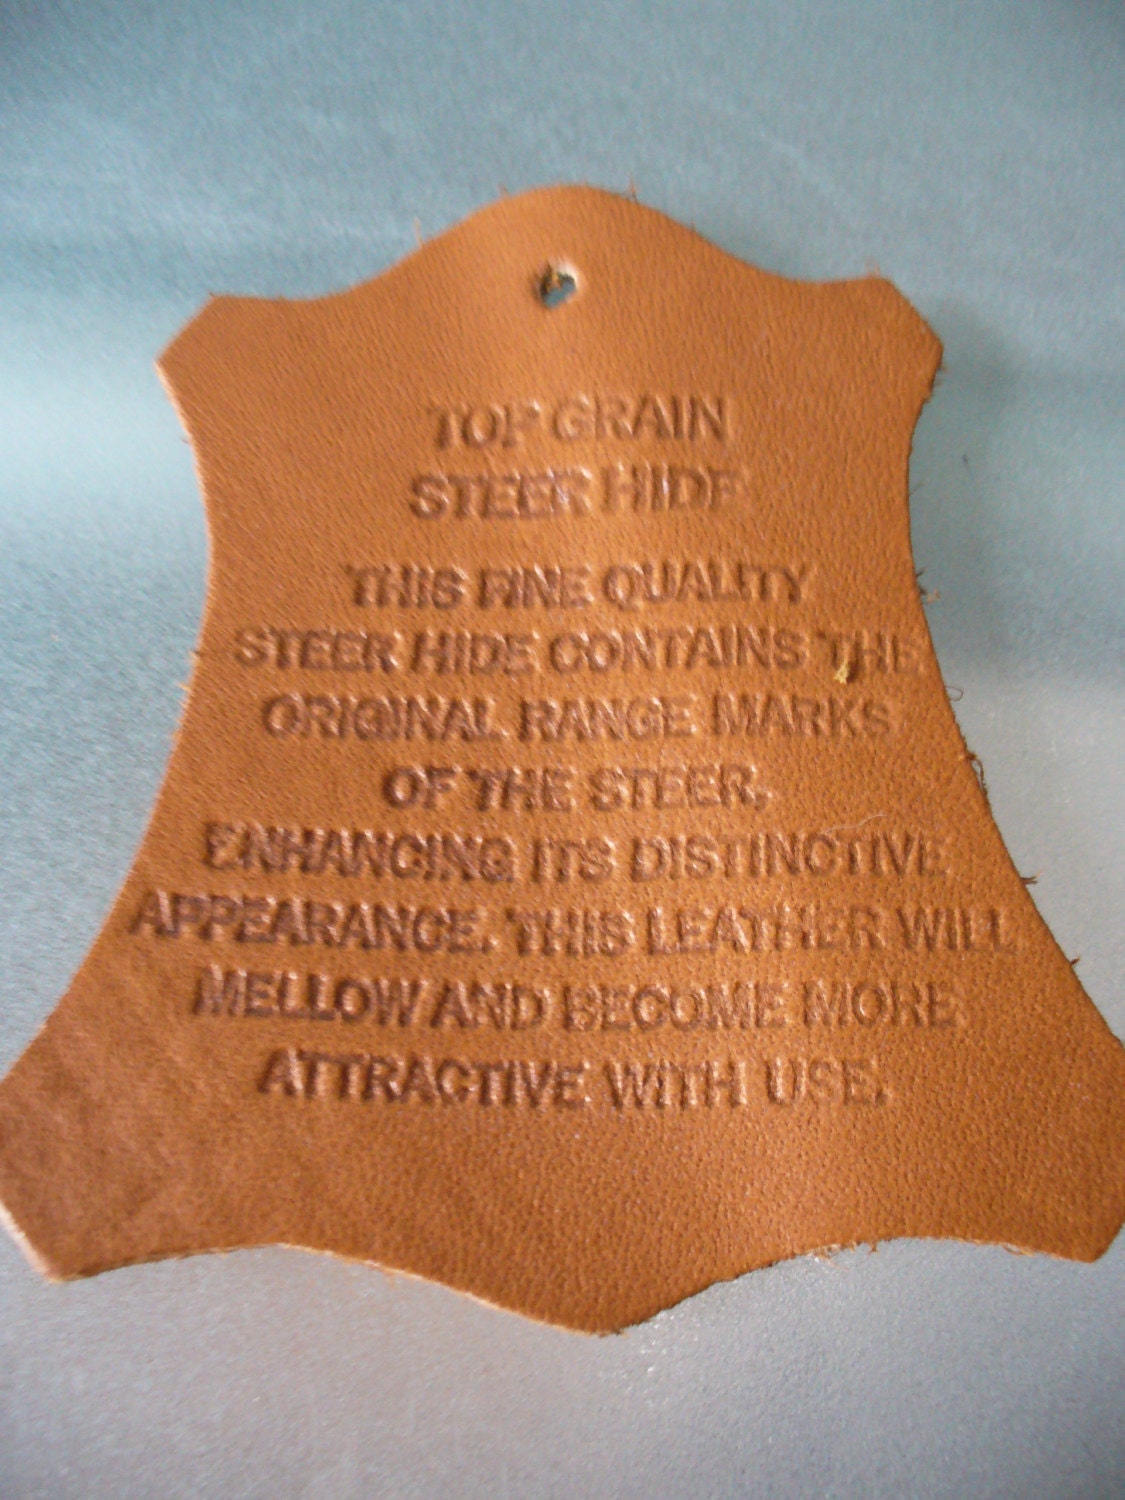 TOP GRAIN
STEER HIDE
THIS FINE QUALITY
STEER HIDE CONTAINS THE
ORIGINAL RANGE MARKS
OF THE STEER,
ENHANCING ITS DISTINCTIVE
APPEARANCE. THIS LEATHER WILL
MELLOW AND BECOME MORE
ATTRACTIVE WITH USE.